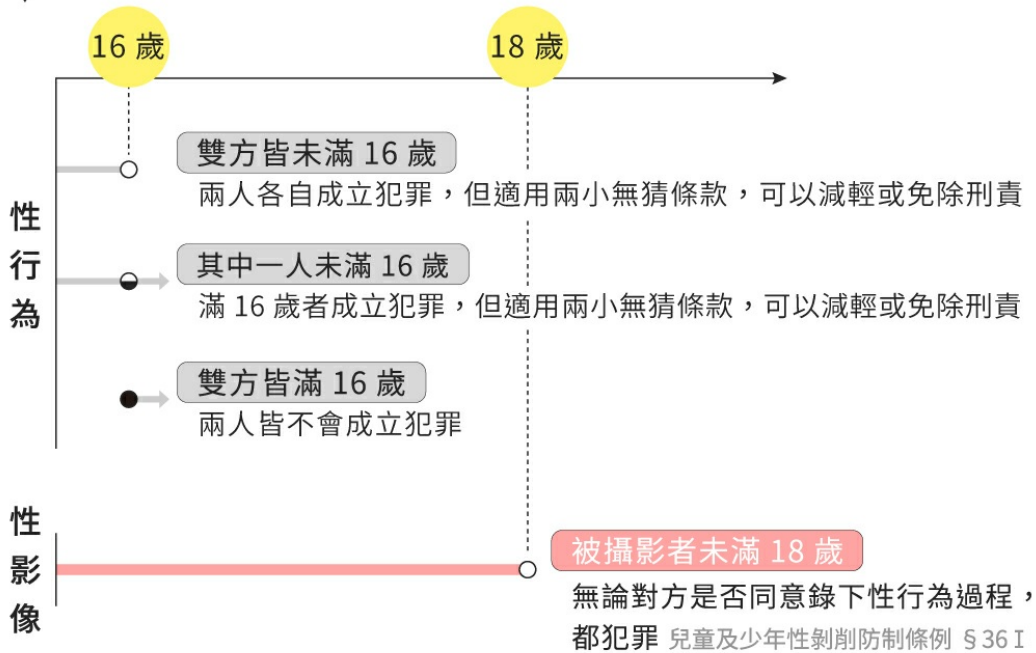 16 歲
18 歲
性行為
雙方皆未滿 16 歲
兩人各自成立犯罪，但適用兩小無猜條款，可以減輕或免除刑責
其中一人未滿 16 歲
滿 16 歲者成立犯罪，但適用兩小無猜條款，可以減輕或免除刑責
雙方皆滿 16 歲
兩人皆不會成立犯罪
性影像
被攝影者未滿 18 歲
無論對方是否同意錄下性行為過程，
都犯罪 兒童及少年性剝削防制條例 §36 I